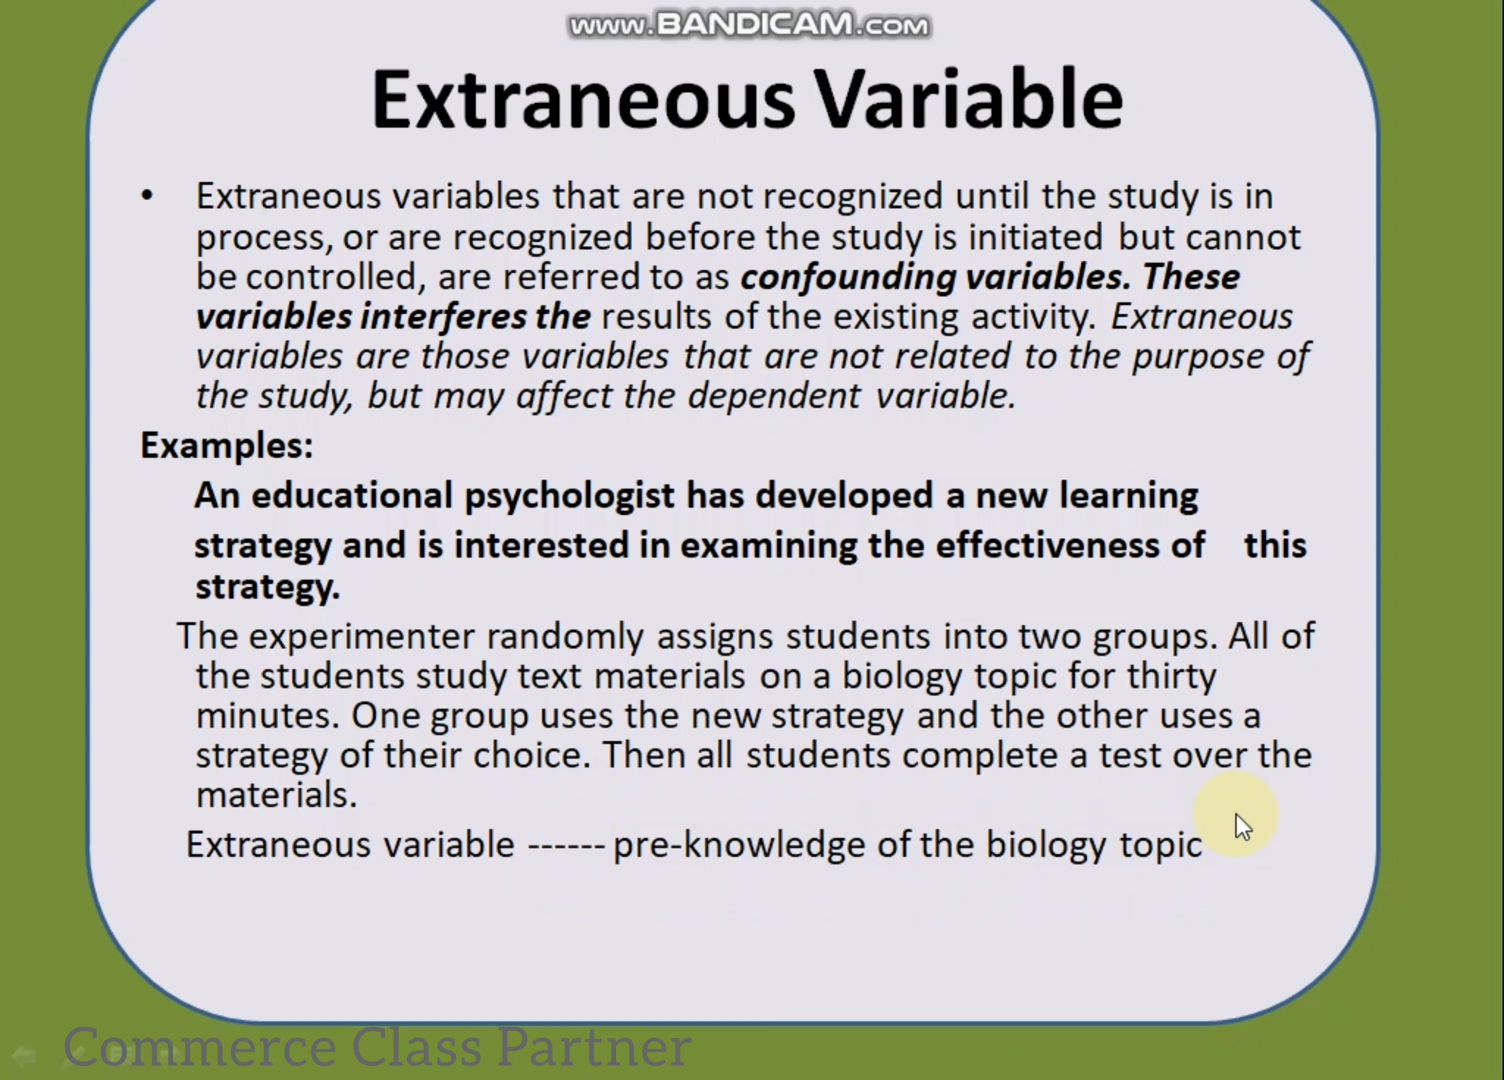 www.BANDICAM.com
Extraneous Variable
• Extraneous variables that are not recognized until the study is in
process, or are recognized before the study is initiated but cannot
be controlled, are referred to as confounding variables. These
variables interferes the results of the existing activity. Extraneous
variables are those variables that are not related to the purpose of
the study, but may affect the dependent variable.
Examples:
An educational psychologist has developed a new learning
strategy and is interested in examining the effectiveness of this
strategy.
The experimenter randomly assigns students into two groups. All of
the students study text materials on a biology topic for thirty
minutes. One group uses the new strategy and the other uses a
strategy of their choice. Then all students complete a test over the
materials.
Extraneous variable ------ pre-knowledge of the biology topic
Commerce Class Partner